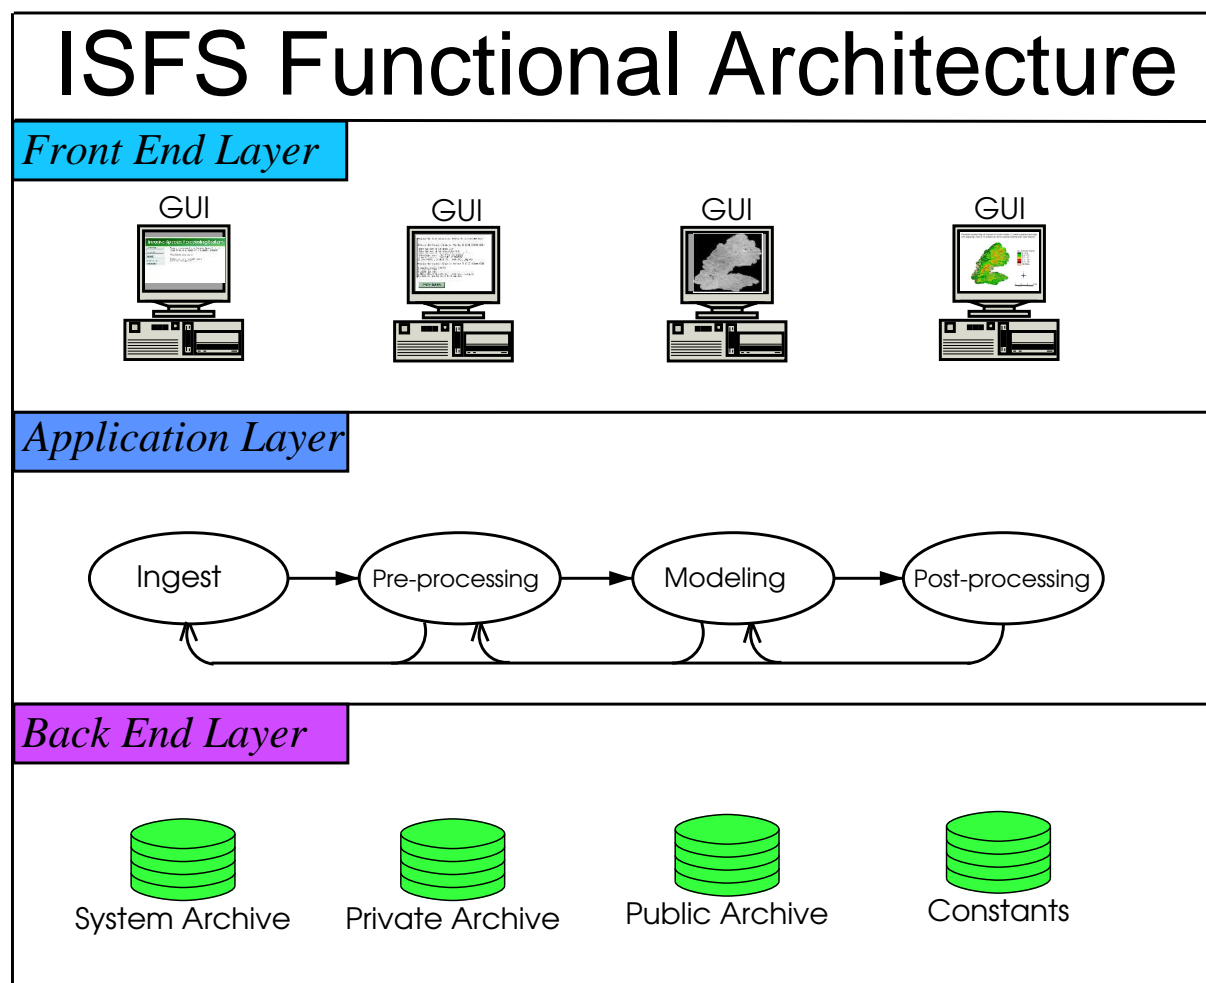 ISFS Functional Architecture
Front End Layer
GUI
GUI
GUI
GUI
Application Layer
Ingest
Pre-processing
Modeling
Post-processing
Back End Layer
System Archive
Private Archive
Public Archive
Constants